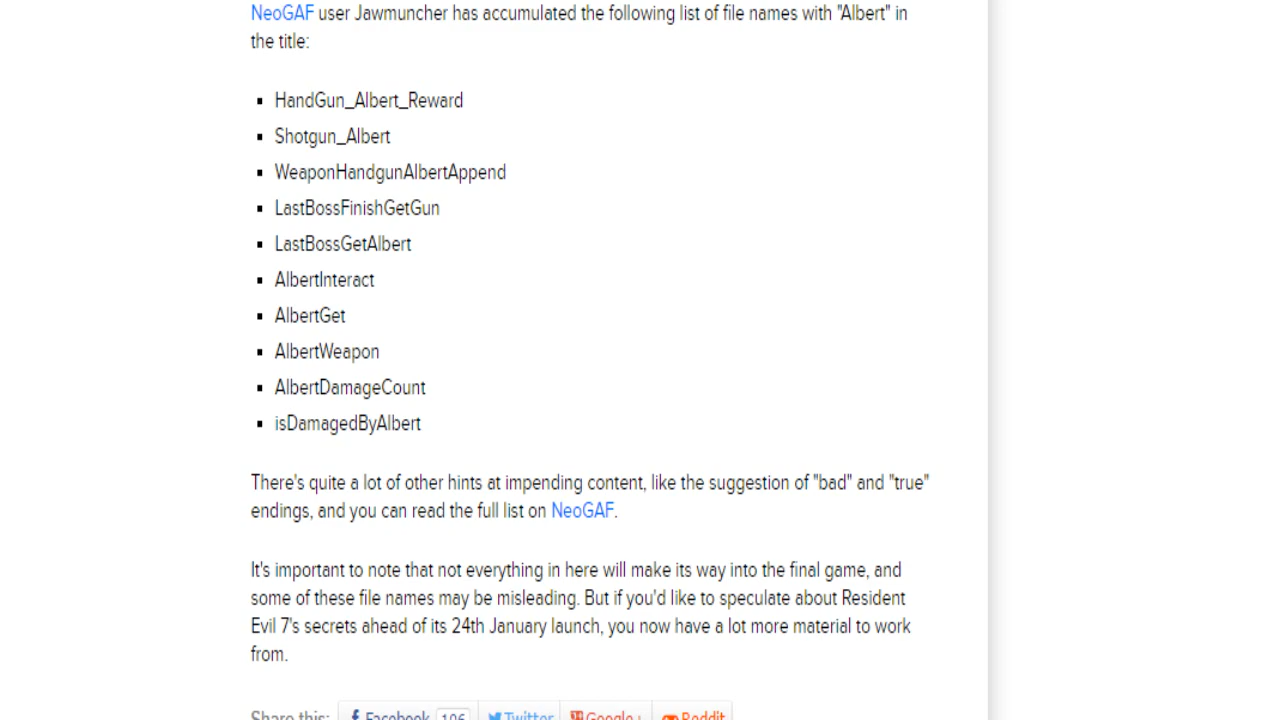 NeoGAF user Jawmuncher has accumulated the following list of file names with "Albert" in
the title:
HandGun_Albert_Reward
Shotgun_Albert
WeaponHandgunAlbertAppend
LastBossFinishGetGun
LastBossGetAlbert
AlbertInteract
AlbertGet
AlbertWeapon
AlbertDamageCount
isDamagedByAlbert
There's quite a lot of other hints at impending content, like the suggestion of "bad" and "true"
endings, and you can read the full list on NeoGAF.
It's important to note that not everything in here will make its way into the final game, and
some of these file names may be misleading. But if you'd like to speculate about Resident
Evil 7's secrets ahead of its 24th January launch, you now have a lot more material to work
from.
Share this: Facebook 106 Twitter Google+ Reddit